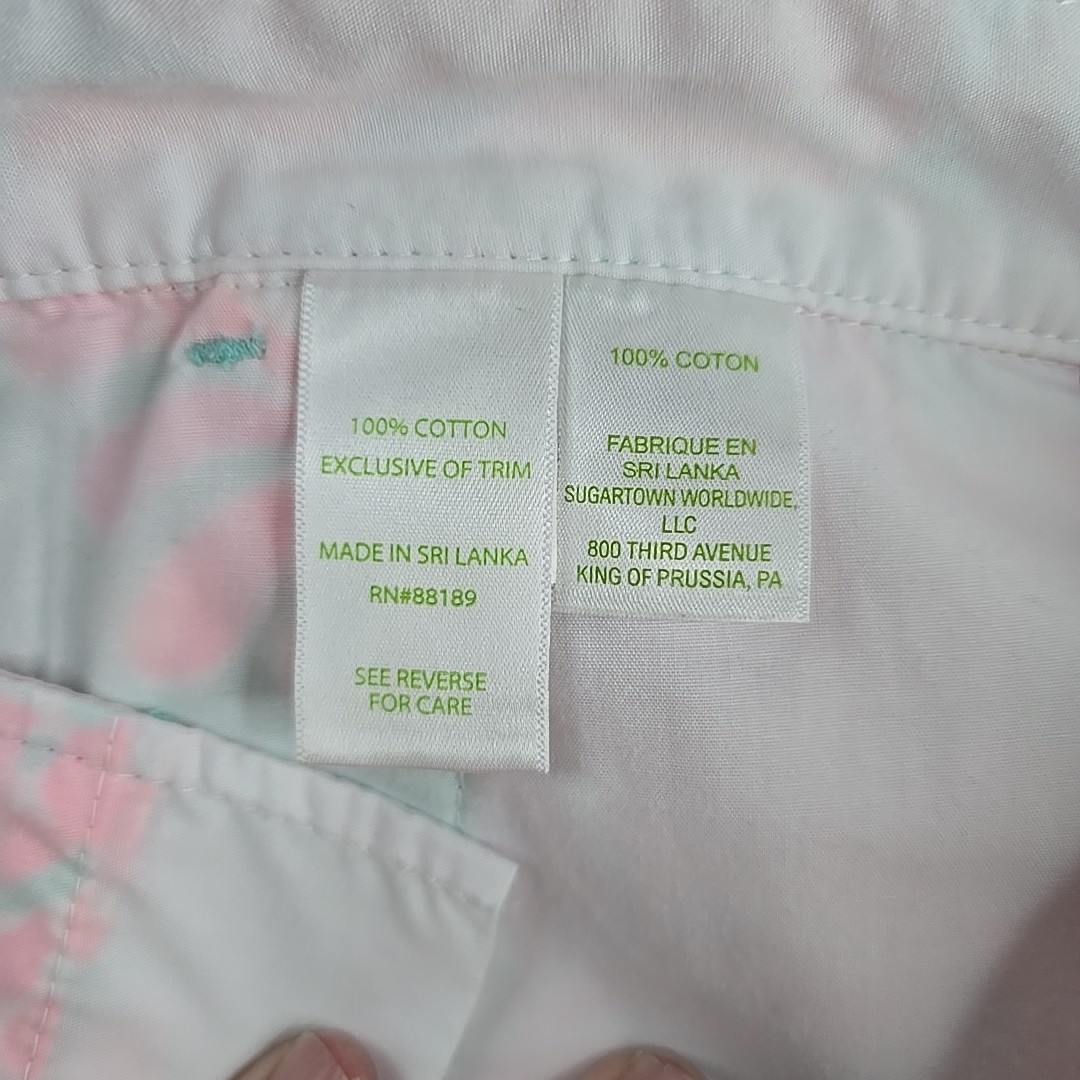 100% COTTON
EXCLUSIVE OF TRIM
MADE IN SRI LANKA
RN#88189
SEE REVERSE
FOR CARE
100% COTON
FABRIQUE EN
SRI LANKA
SUGARTOWN WORLDWIDE,
LLC
800 THIRD AVENUE
KING OF PRUSSIA, PA